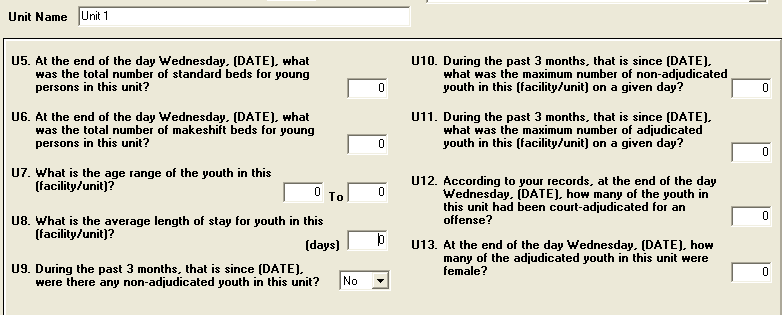 Unit Name Unit 1
U5. At the end of the day Wednesday, (DATE), what
was the total number of standard beds for young
persons in this unit? 0
U6. At the end of the day Wednesday, (DATE), what
was the total number of makeshift beds for young
persons in this unit? 0
U7. What is the age range of the youth in this
(facility/unit)? 0 To 0
U8. What is the average length of stay for youth in this
(facility/unit)?
(days) 0
U9. During the past 3 months, that is since (DATE),
were there any non-adjudicated youth in this unit? No
U10. During the past 3 months, that is since (DATE),
what was the maximum number of non-adjudicated
youth in this (facility/unit) on a given day? 0
U11. During the past 3 months, that is since (DATE),
what was the maximum number of adjudicated
youth in this (facility/unit) on a given day? 0
U12. According to your records, at the end of the day
Wednesday, (DATE), how many of the youth in
this unit had been court-adjudicated for an
offense? 0
U13. At the end of the day Wednesday, (DATE), how
many of the adjudicated youth in this unit were
female? 0